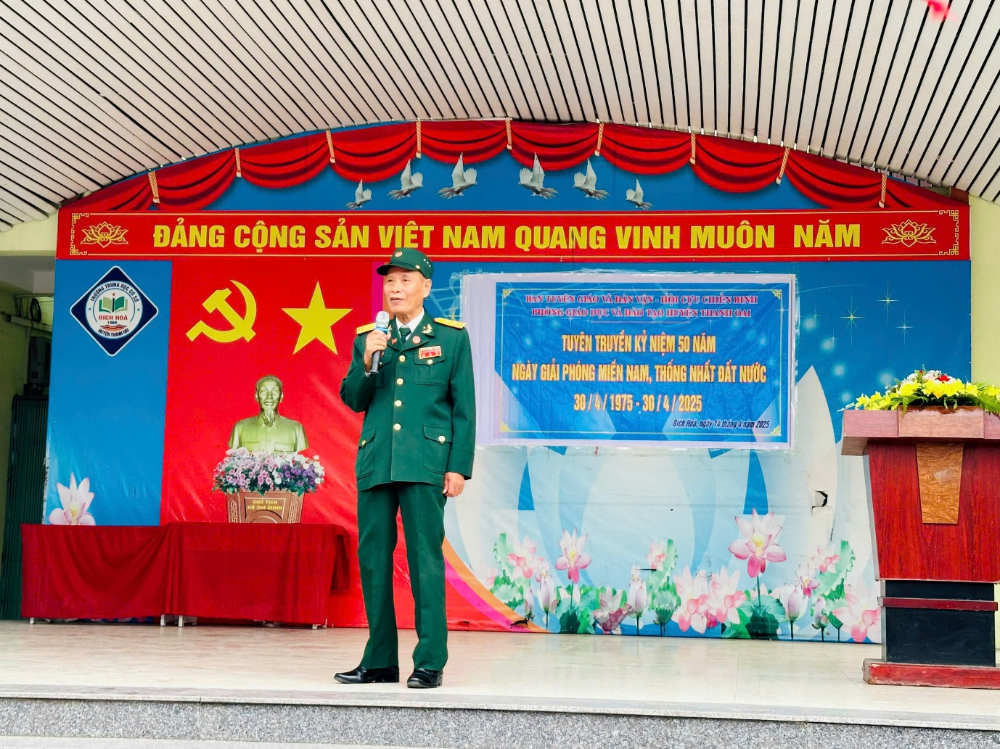 ĐẢNG CỘNG SẢN VIỆT NAM QUANG VINH MUÔN NĂM
TRƯỜNG TRUNG HỌC CƠ SỞ
BÍCH HOÀ
1980
HUYỆN THANH OAI
BAN TUYÊN GIÁO VÀ DÂN VẬN - HỘI CỰU CHIẾN BINH
PHÒNG GIÁO DỤC VÀ ĐÀO TẠO HUYỆN THANH OAI
TUYÊN TRUYỀN KỶ NIỆM 50 NĂM
NGÀY GIẢI PHÓNG MIỀN NAM, THỐNG NHẤT ĐẤT NƯỚC
30 / 4 / 1975 - 30 / 4 / 2025
Bích Hoà, ngày 14 tháng 4 năm 2025
CHỦ TỊCH
HỒ CHÍ MINH